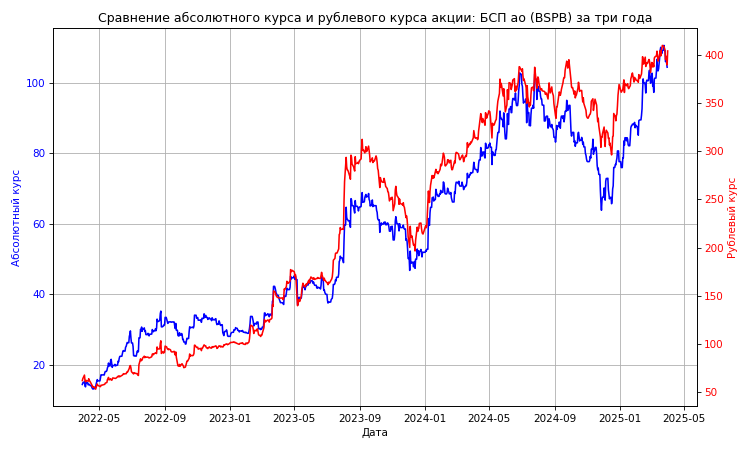 Сравнение абсолютного курса и рублевого курса акции: БСП ао (BSPB) за три года
Абсолютный курс
100
80
60
40
20
400
350
300
250
200
150
100
50
Рублевый курс
2022-05 2022-09 2023-01 2023-05 2023-09 2024-01 2024-05 2024-09 2025-01 2025-05
Дата